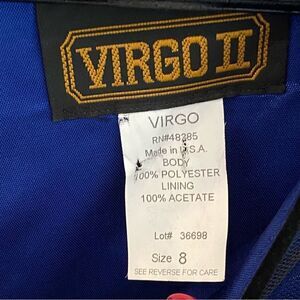 VIRGO II
VIRGO
RN#48285
Made in U.S.A.
BODY
100% POLYESTER
LINING
100% ACETATE
Lot# 36698
Size 8
SEE REVERSE FOR CARE